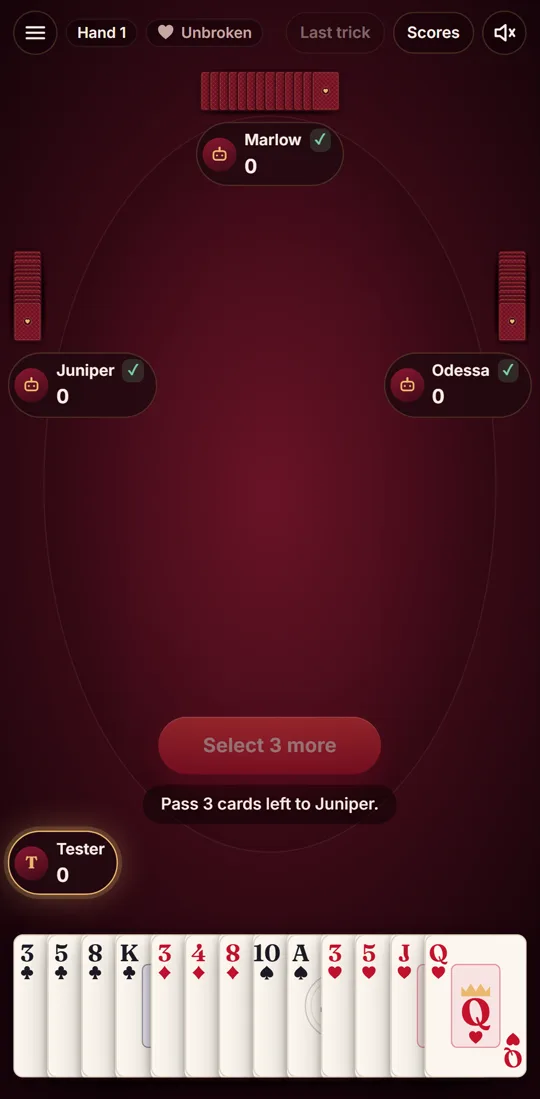 Hand 1
Unbroken
Last trick
Scores
Marlow
0
Juniper
0
Odessa
0
Select 3 more
Pass 3 cards left to Juniper.
T
Tester
0
3 5 8 K 3 4 8 10 A 3 5 J Q
Q
Q